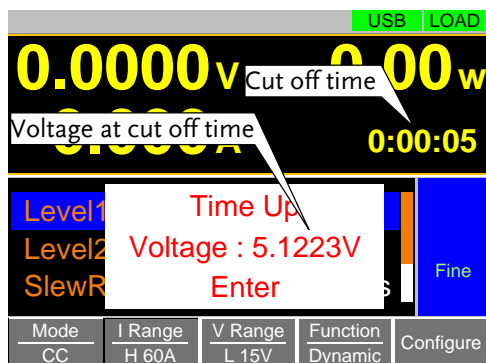 USB LOAD
0.0000 V
Cut off time
Voltage at cut off time
A
0:00:05
Level1
Level2
SlewR
Time Up
Voltage : 5.1223V
Enter
Fine
Mode
CC
I Range
H 60A
V Range
L 15V
Function
Dynamic
Configure